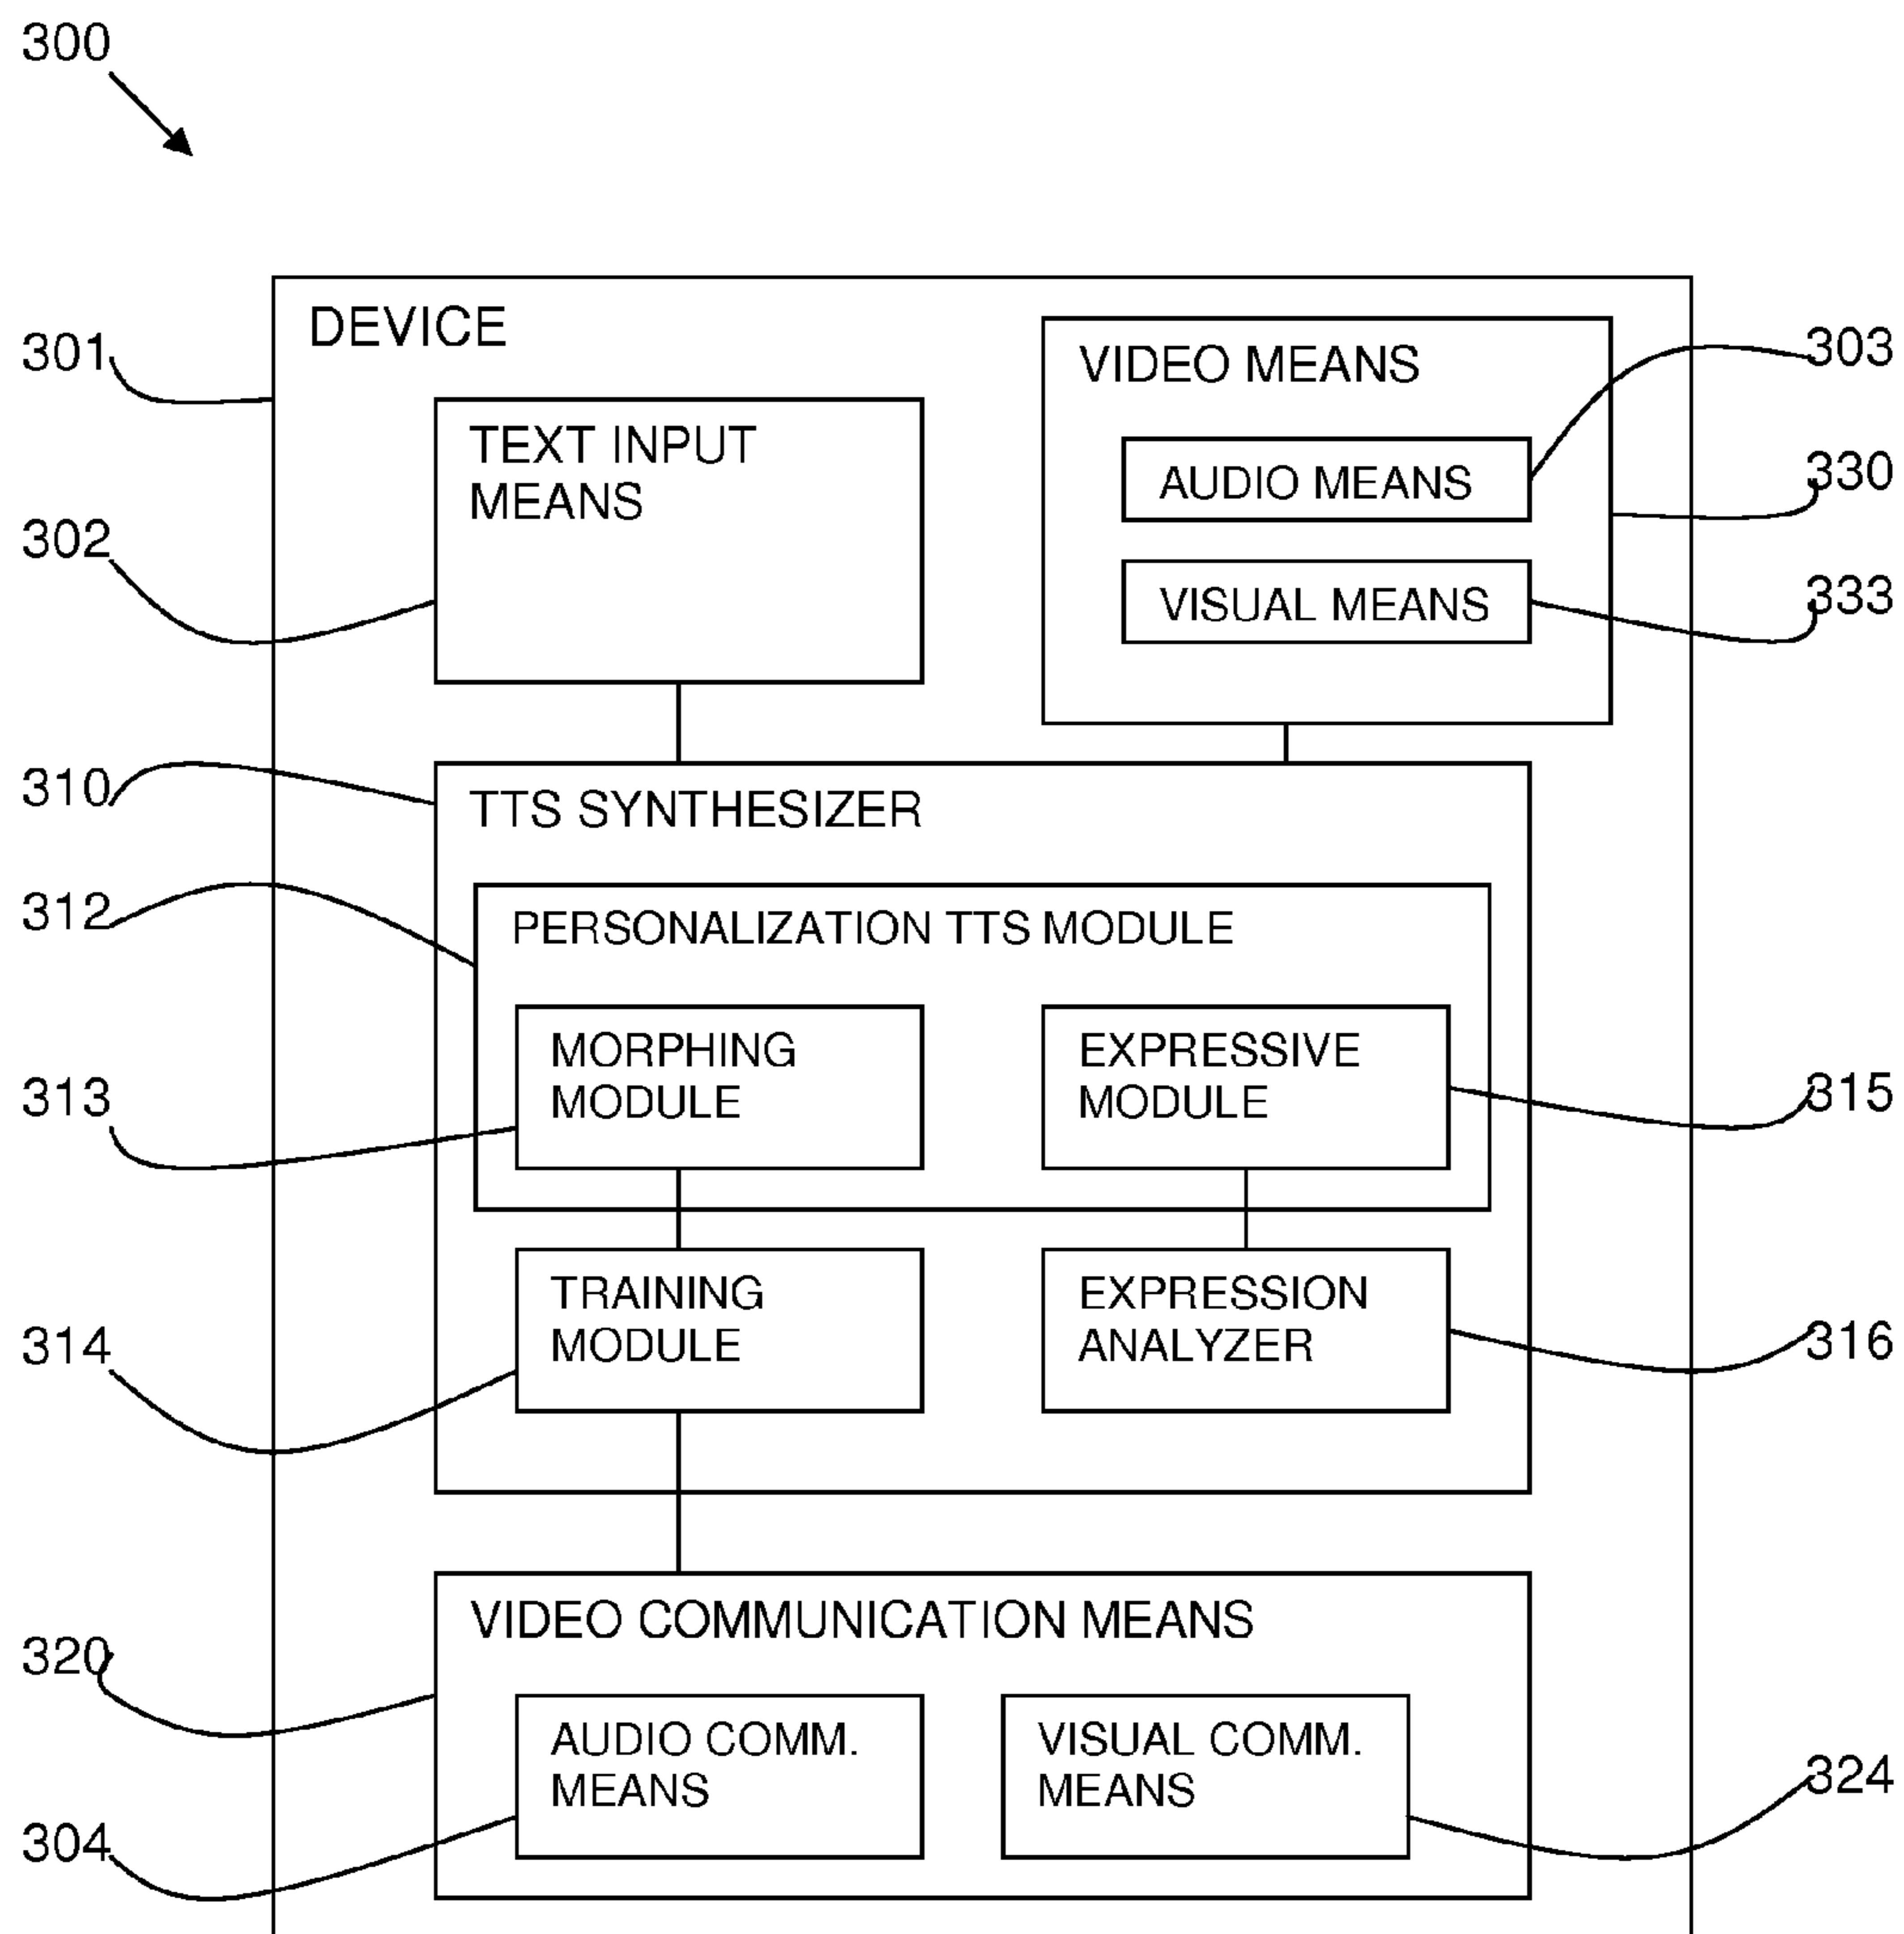 300
DEVICE
301
VIDEO MEANS
303
TEXT INPUT
MEANS
AUDIO MEANS
330
302
VISUAL MEANS
333
310
TTS SYNTHESIZER
312
PERSONALIZATION TTS MODULE
MORPHING
MODULE
EXPRESSIVE
MODULE
313
315
TRAINING
MODULE
EXPRESSION
ANALYZER
314
316
VIDEO COMMUNICATION MEANS
320
AUDIO COMM.
MEANS
VISUAL COMM.
MEANS
324
304